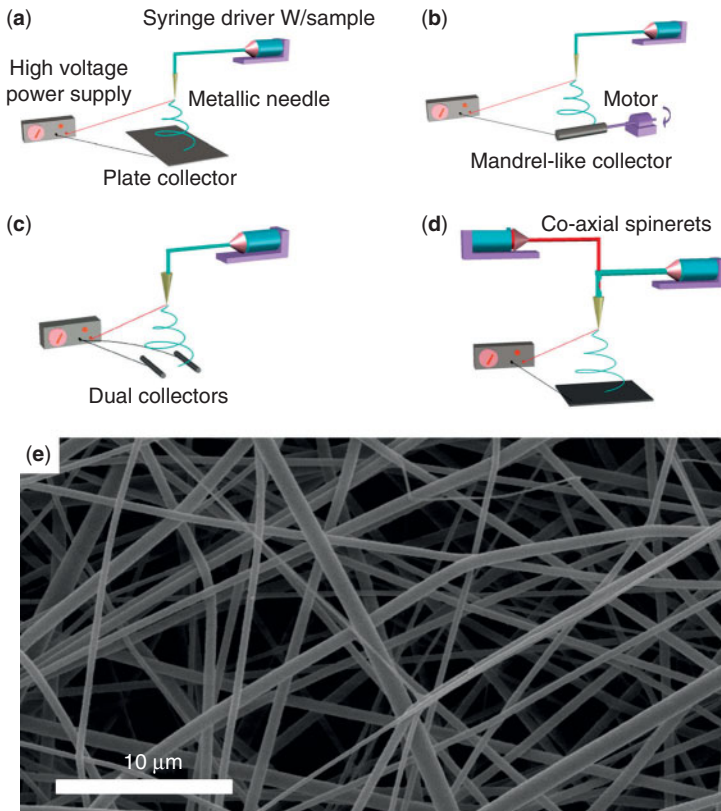 (a)
Syringe driver W/sample
High voltage
power supply
Metallic needle
Plate collector
(b)
Motor
Mandrel-like collector
(c)
Dual collectors
(d)
Co-axial spinerets
(e)
10 μm